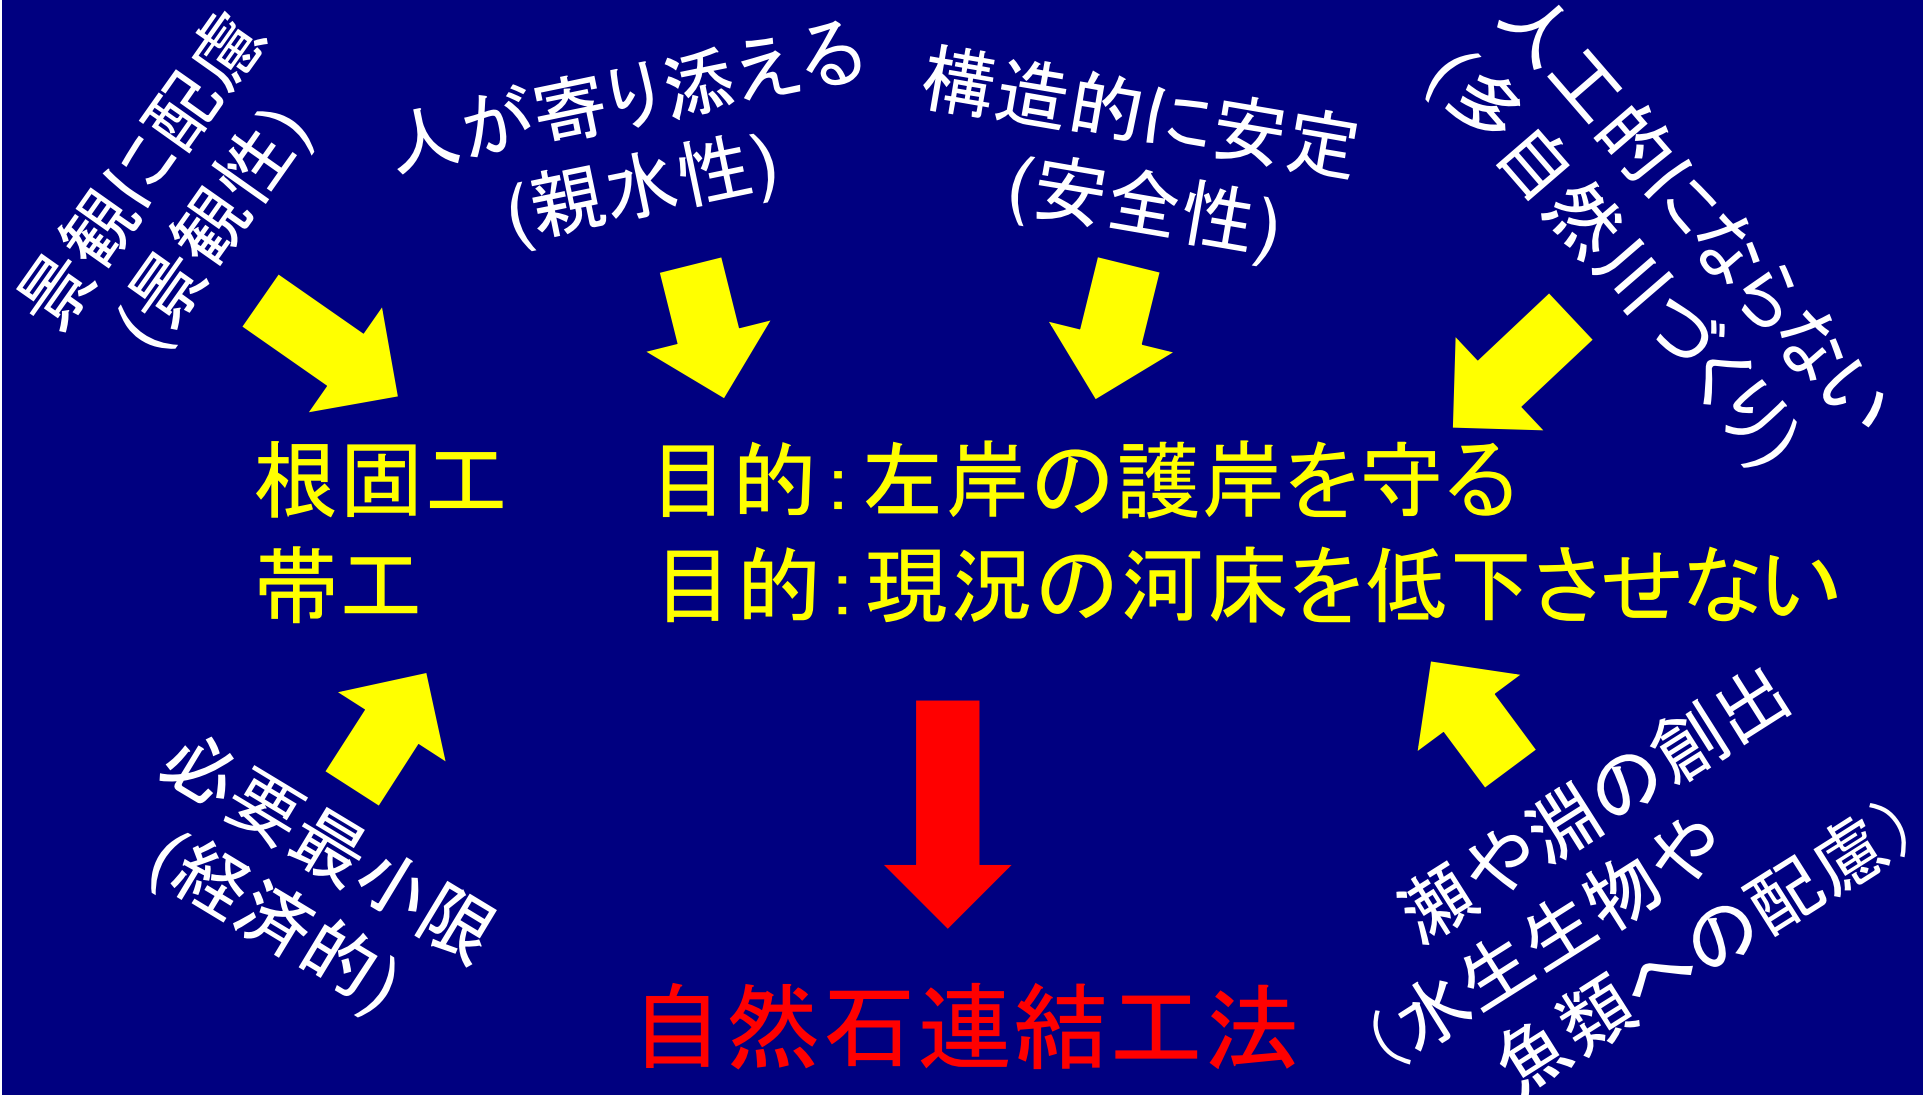 景観に配慮
(景観性)
人が寄り添える
(親水性)
構造的に安定
(安全性)
人工的にならない
(多自然川づくり)
根固工 目的：左岸の護岸を守る
帯工 目的：現況の河床を低下させない
必要最小限
(経済的)
瀬や淵の創出
（水生生物や
魚類への配慮）
自然石連結工法